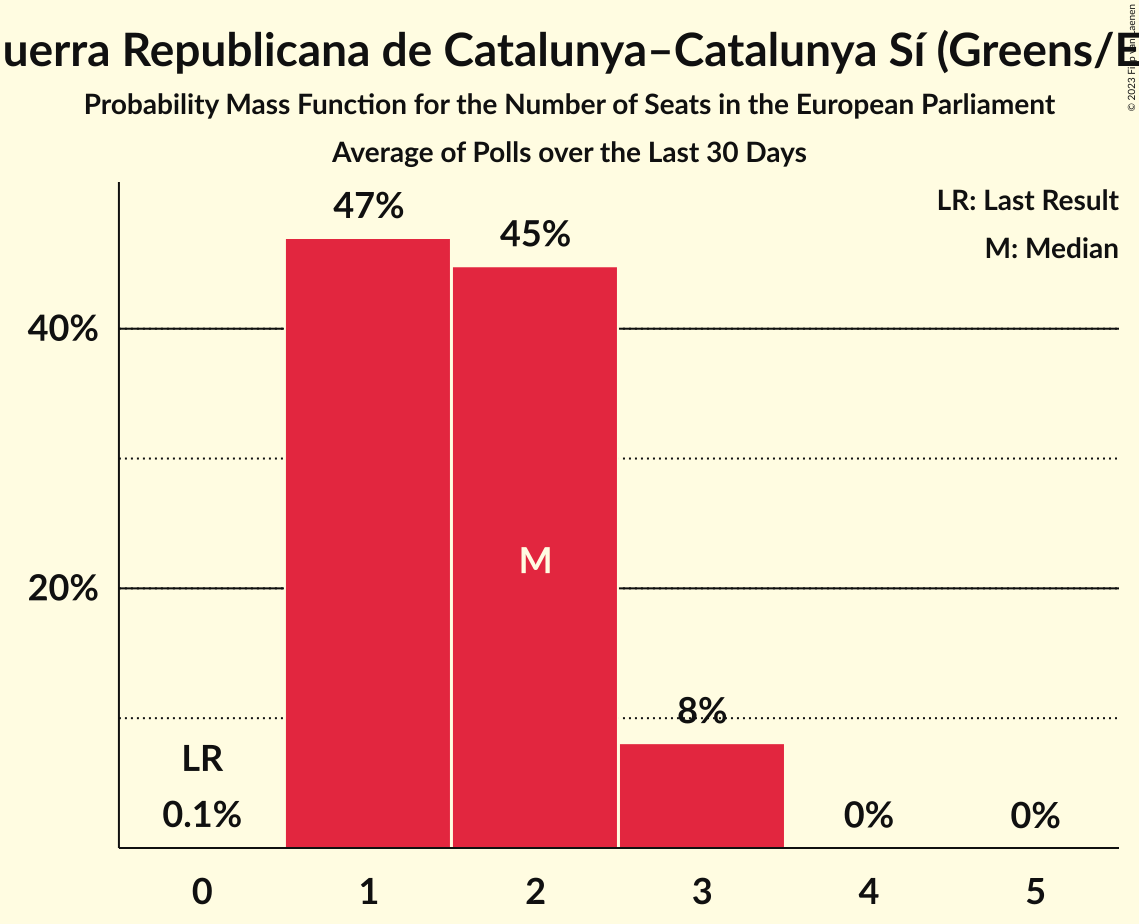 uerra Republicana de Catalunya–Catalunya Sí (Greens/E
Probability Mass Function for the Number of Seats in the European Parliament
Average of Polls over the Last 30 Days
LR: Last Result
M: Median
47%
45%
40%
M
20%
8%
LR
0.1%
0%
0%
0 1 2 3 4 5
© 2023